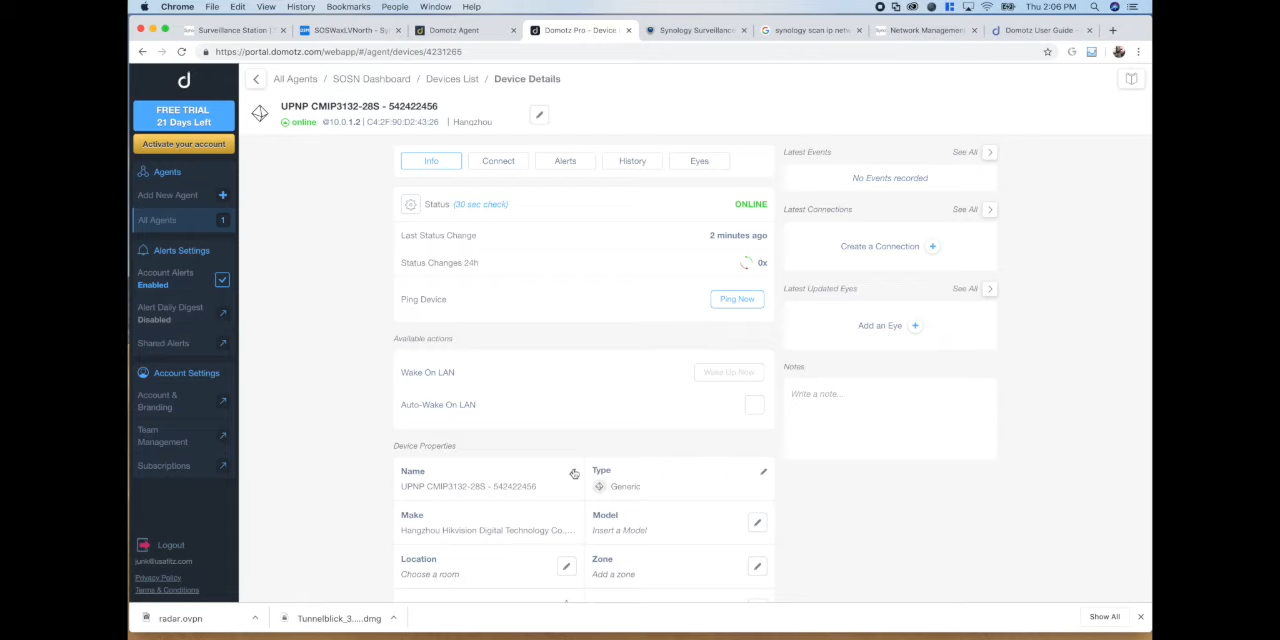 Chrome File Edit View History Bookmarks People Window Help Thu 2:06 PM
Surveillance Station | SOSWaxLVNorth - Domotz Agent Domotz Pro - Device Synology Surveillance synology scan ip netw Network Management Domotz User Guide -
https://portal.domotz.com/webapp/#/agent/devices/4231265
All Agents / SOSN Dashboard / Devices List / Device Details
FREE TRIAL
21 Days Left
Activate your account
Agents
Add New Agent
All Agents 1
Alerts Settings
Account Alerts
Enabled
Alert Daily Digest
Disabled
Shared Alerts
Account Settings
Account &
Branding
Team
Management
Subscriptions
Logout
junk@usafitz.com
Privacy Policy
Terms & Conditions
UPNP CMIP3132-28S - 542422456
online @10.0.1.2 | C4:2F:90:D2:43:26 | Hangzhou
Info Connect Alerts History Eyes
Status (30 sec check) ONLINE
Last Status Change 2 minutes ago
Status Changes 24h 0x
Ping Device Ping Now
Available actions
Wake On LAN Wake Up Now
Auto-Wake On LAN
Device Properties
Name
UPNP CMIP3132-28S - 542422456
Type
Generic
Make
Hangzhou Hikvision Digital Technology Co.,...
Model
Insert a Model
Location
Choose a room
Zone
Add a zone
Latest Events See All
No Events recorded
Latest Connections See All
Create a Connection +
Latest Updated Eyes See All
Add an Eye +
Notes
Write a note...
radar.ovpn Tunnelblick_3.....dmg Show All